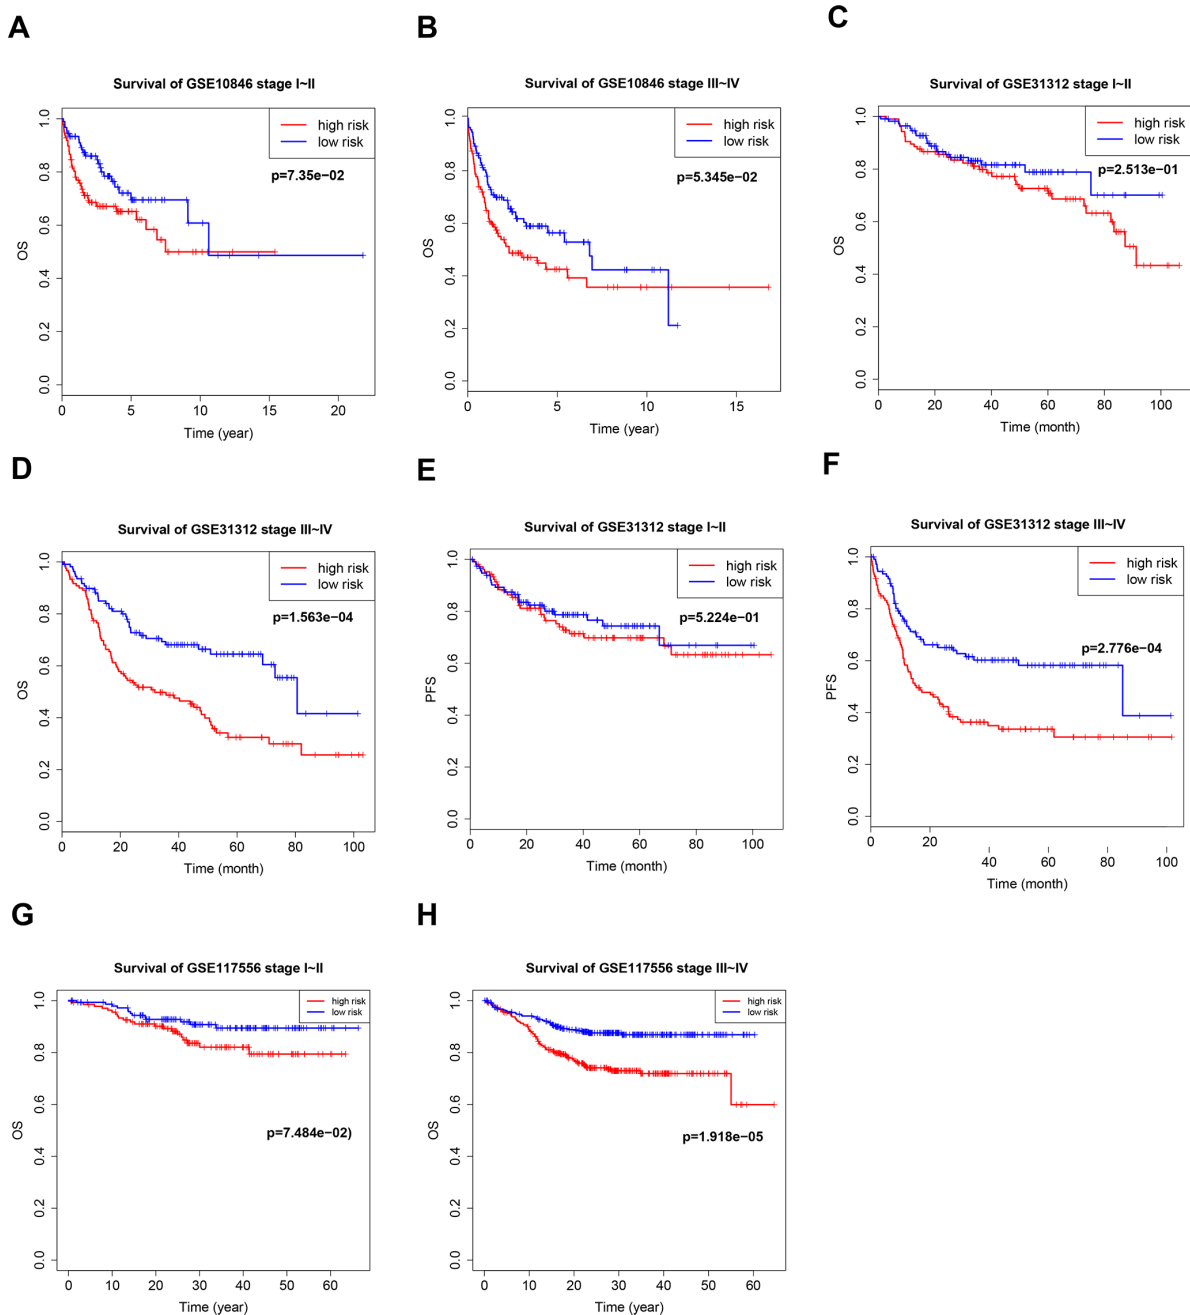 A
Survival of GSE10846 stage I~II
high risk
low risk
p=7.35e−02
OS
0.0 0.2 0.4 0.6 0.8 1.0
0 5 10 15 20
Time (year)
B
Survival of GSE10846 stage III~IV
high risk
low risk
p=5.345e−02
OS
0.0 0.2 0.4 0.6 0.8 1.0
0 5 10 15
Time (year)
C
Survival of GSE31312 stage I~II
high risk
low risk
p=2.513e−01
OS
0.0 0.2 0.4 0.6 0.8 1.0
0 20 40 60 80 100
Time (month)
D
Survival of GSE31312 stage III~IV
high risk
low risk
p=1.563e−04
OS
0.0 0.2 0.4 0.6 0.8 1.0
0 20 40 60 80 100
Time (month)
E
Survival of GSE31312 stage I~II
high risk
low risk
p=5.224e−01
PFS
0.0 0.2 0.4 0.6 0.8 1.0
0 20 40 60 80 100
Time (month)
F
Survival of GSE31312 stage III~IV
high risk
low risk
p=2.776e−04
PFS
0.0 0.2 0.4 0.6 0.8 1.0
0 20 40 60 80 100
Time (month)
G
Survival of GSE117556 stage I~II
high risk
low risk
p=7.484e−02)
OS
0.0 0.2 0.4 0.6 0.8 1.0
0 10 20 30 40 50 60
Time (year)
H
Survival of GSE117556 stage III~IV
high risk
low risk
p=1.918e−05
OS
0.0 0.2 0.4 0.6 0.8 1.0
0 10 20 30 40 50 60
Time (year)